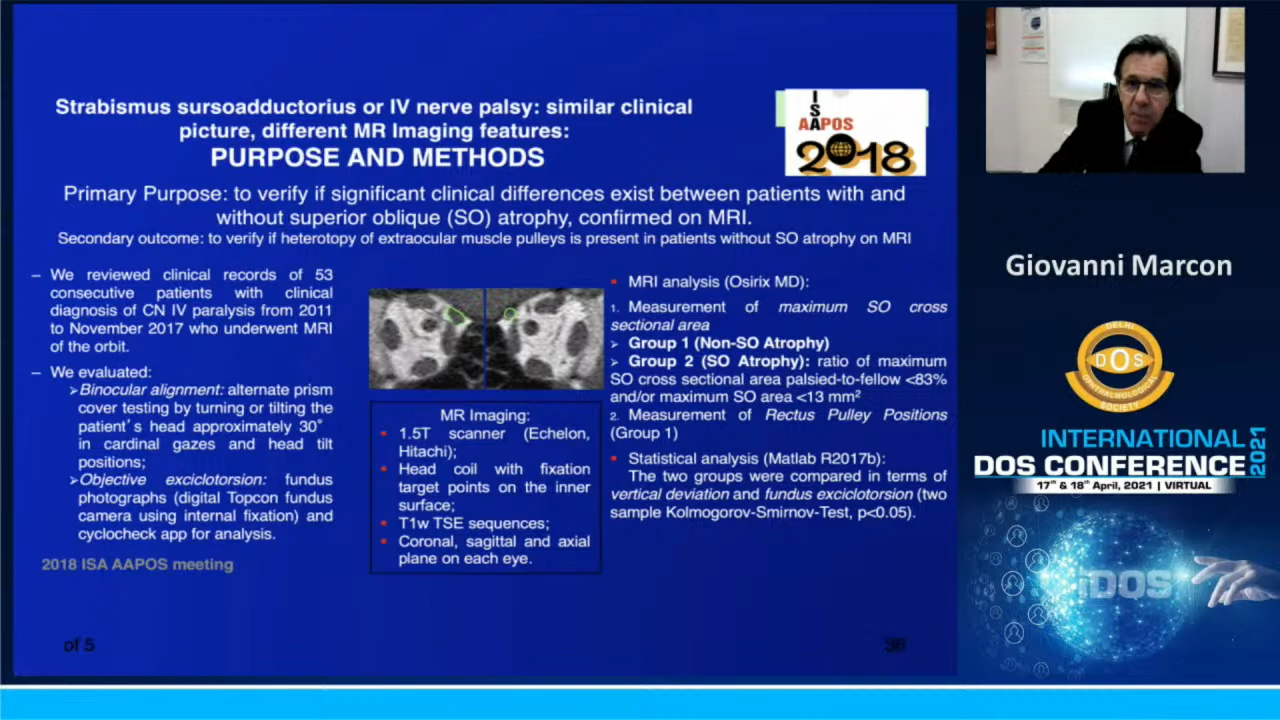 Strabismus sursoadductorius or IV nerve palsy: similar clinical
picture, different MR Imaging features:
PURPOSE AND METHODS
I
S
AAPOS
2018
Primary Purpose: to verify if significant clinical differences exist between patients with and
without superior oblique (SO) atrophy, confirmed on MRI.
Secondary outcome: to verify if heterotopy of extraocular muscle pulleys is present in patients without SO atrophy on MRI
– We reviewed clinical records of 53
consecutive patients with clinical
diagnosis of CN IV paralysis from 2011
to November 2017 who underwent MRI
of the orbit.
– We evaluated:
➢Binocular alignment: alternate prism
cover testing by turning or tilting the
patient's head approximately 30°
in cardinal gazes and head tilt
positions;
➢Objective exciclotorsion: fundus
photographs (digital Topcon fundus
camera using internal fixation) and
cyclocheck app for analysis.
2018 ISA AAPOS meeting
MR Imaging:
▪ 1.5T scanner (Echelon,
Hitachi);
▪ Head coil with fixation
target points on the inner
surface;
▪ T1w TSE sequences;
▪ Coronal, sagittal and axial
plane on each eye.
▪ MRI analysis (Osirix MD):
1. Measurement of maximum SO cross
sectional area
➢ Group 1 (Non-SO Atrophy)
➢ Group 2 (SO Atrophy): ratio of maximum
SO cross sectional area palsied-to-fellow <83%
and/or maximum SO area <13 mm²
2. Measurement of Rectus Pulley Positions
(Group 1)
▪ Statistical analysis (Matlab R2017b):
The two groups were compared in terms of
vertical deviation and fundus exciclotorsion (two
sample Kolmogorov-Smirnov-Test, p<0.05).
of 5
36
Giovanni Marcon
DELHI
DOS
OPHTHALMOLOGICAL
SOCIETY
INTERNATIONAL
DOS CONFERENCE
2021
17th & 18th April, 2021 | VIRTUAL
iDOS